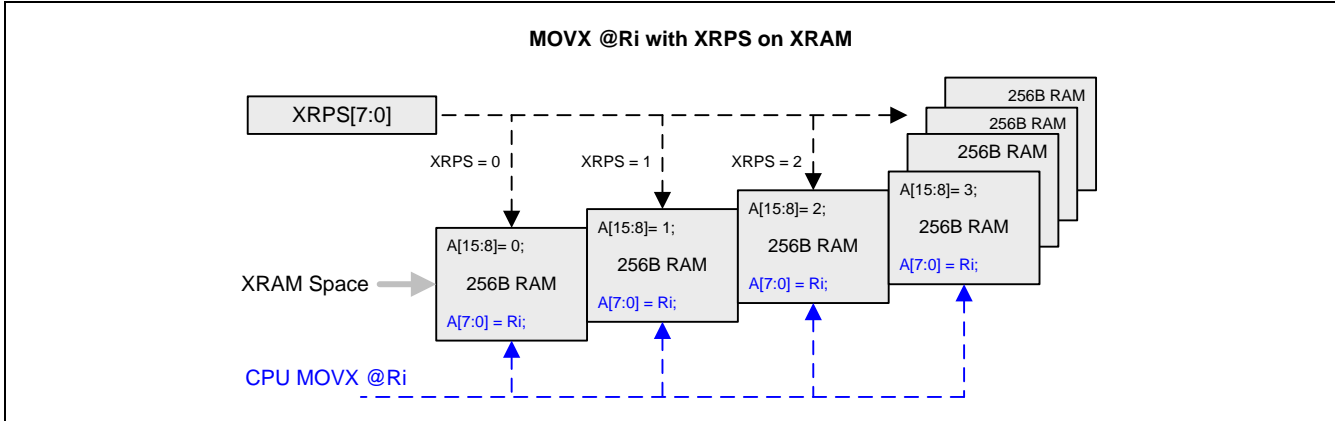 MOVX @Ri with XRPS on XRAM
XRPS[7:0]
256B RAM
256B RAM
256B RAM
XRPS = 0
XRPS = 1
XRPS = 2
A[15:8]= 0;
256B RAM
A[7:0] = Ri;
A[15:8]= 1;
256B RAM
A[7:0] = Ri;
A[15:8]= 2;
256B RAM
A[7:0] = Ri;
A[15:8]= 3;
256B RAM
A[7:0] = Ri;
XRAM Space
CPU MOVX @Ri